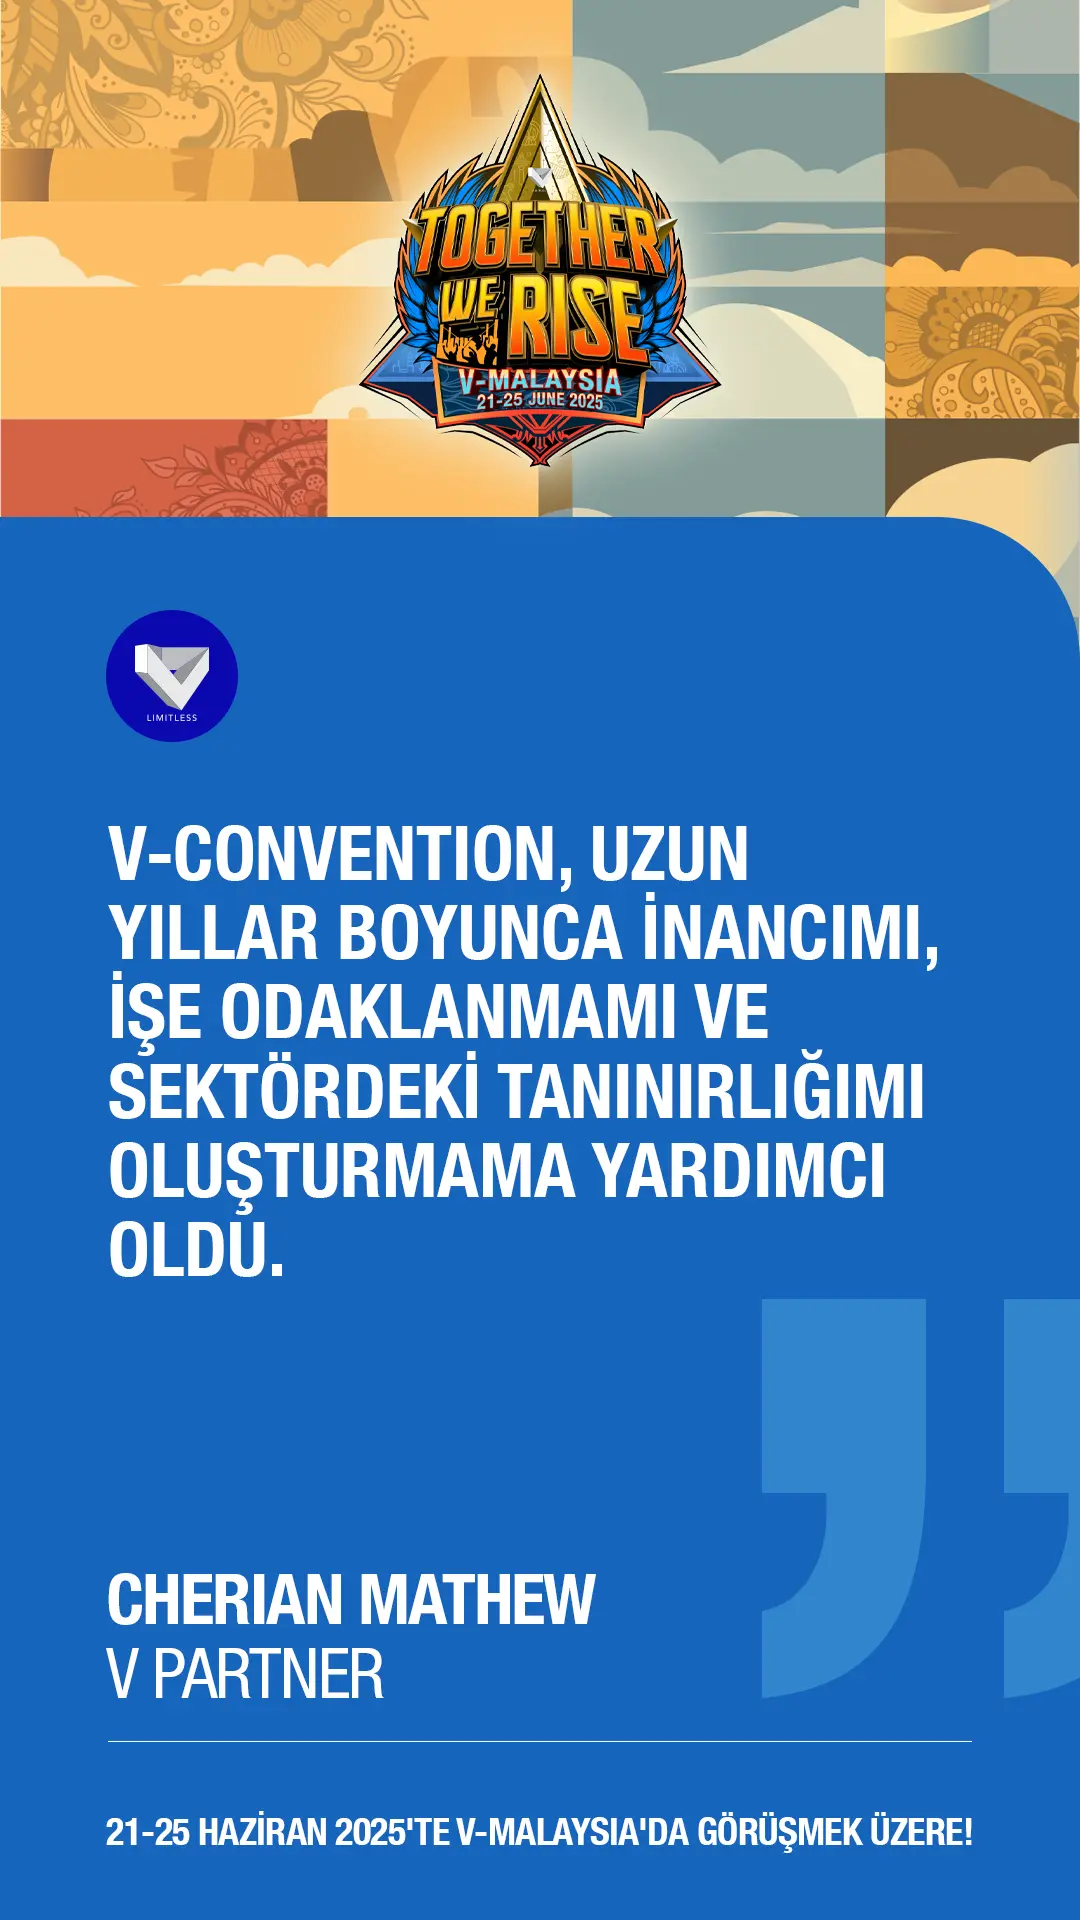 TOGETHER
WE RISE
V-MALAYSIA
21-25 JUNE 2025
LIMITLESS
V-CONVENTION, UZUN
YILLAR BOYUNCA İNANCIMI,
İŞE ODAKLANMAMI VE
SEKTÖRDEKİ TANINIRLIĞIMI
OLUŞTURMAMA YARDIMCI
OLDU.
CHERIAN MATHEW
V PARTNER
21-25 HAZİRAN 2025'TE V-MALAYSIA'DA GÖRÜŞMEK ÜZERE!